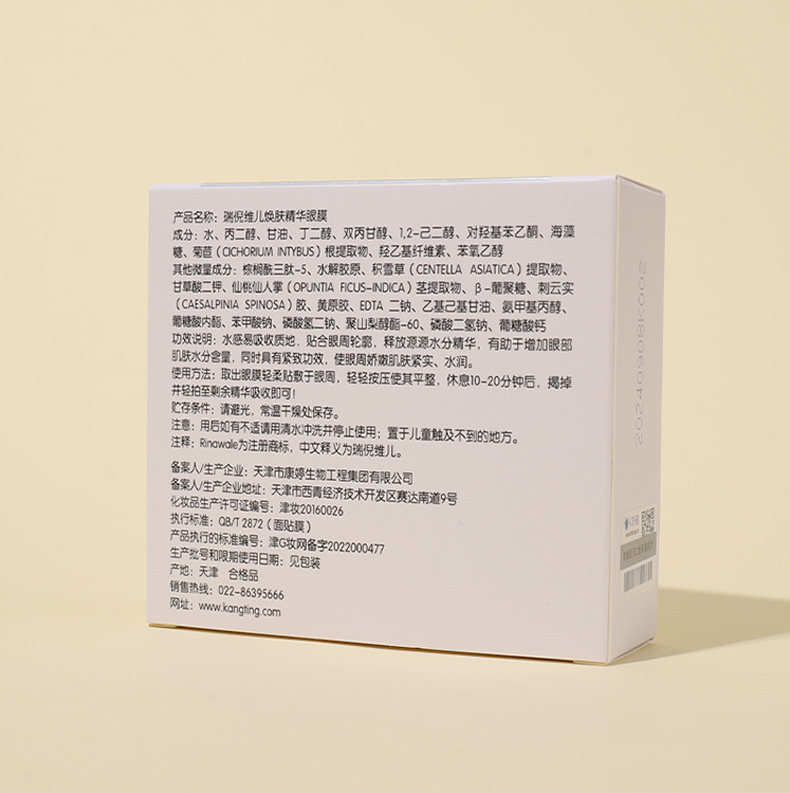 产品名称：瑞倪维儿焕肤精华眼膜
成分：水、丙二醇、甘油、丁二醇、双丙甘醇、1,2-己二醇、对羟基苯乙酮、海藻
糖、菊苣（CICHORIUM INTYBUS）根提取物、羟乙基纤维素、苯氧乙醇
其他微量成分：棕榈酰三肽-5、水解胶原、积雪草（CENTELLA ASIATICA）提取物、
甘草酸二钾、仙桃仙人掌（OPUNTIA FICUS-INDICA）茎提取物、β-葡聚糖、刺云实
（CAESALPINIA SPINOSA）胶、黄原胶、EDTA 二钠、乙基己基甘油、氨甲基丙醇、
葡糖酸内酯、苯甲酸钠、磷酸氢二钠、聚山梨醇酯-60、磷酸二氢钠、葡糖酸钙
功效说明：水感易吸收质地，贴合眼周轮廓，释放源源水分精华，有助于增加眼部
肌肤水分含量，同时具有紧致功效，使眼周娇嫩肌肤紧实、水润。
使用方法：取出眼膜轻柔贴敷于眼周，轻轻按压使其平整，休息10-20分钟后，揭掉
并轻拍至剩余精华吸收即可！
贮存条件：请避光，常温干燥处保存。
注意：用后如有不适请用清水冲洗并停止使用；置于儿童触及不到的地方。
注释：Rinawale为注册商标，中文释义为瑞倪维儿。
备案人/生产企业：天津市康婷生物工程集团有限公司
备案人/生产企业地址：天津市西青经济技术开发区赛达南道9号
化妆品生产许可证编号：津妆20160026
执行标准：QB/T 2872（面贴膜）
产品执行的标准编号：津G妆网备字2022000477
生产批号和限期使用日期：见包装
产地：天津 合格品
销售热线：022-86395666
网址：www.kangting.com